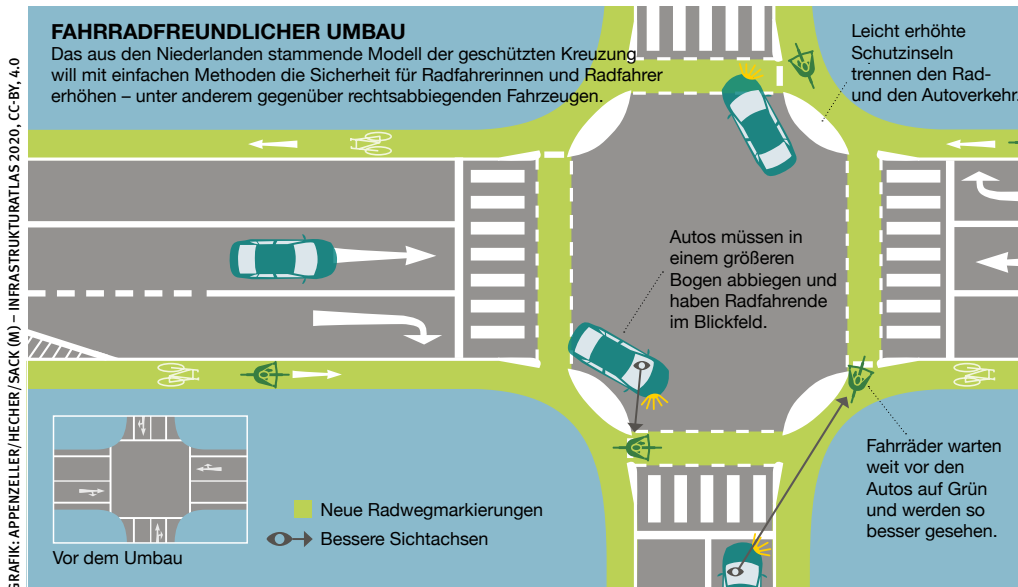 FAHRRADFREUNDLICHER UMBAU
Das aus den Niederlanden stammende Modell der geschützten Kreuzung
will mit einfachen Methoden die Sicherheit für Radfahrerinnen und Radfahrer
erhöhen – unter anderem gegenüber rechtsabbiegenden Fahrzeugen.
Leicht erhöhte
Schutzinseln
trennen den Rad-
und den Autoverkehr.
Autos müssen in
einem größeren
Bogen abbiegen und
haben Radfahrende
im Blickfeld.
Fahrräder warten
weit vor den
Autos auf Grün
und werden so
besser gesehen.
Neue Radwegmarkierungen
Bessere Sichtachsen
Vor dem Umbau
GRAFIK: APPENZELLER/HECHER/SACK (M) – INFRASTRUKTURATLAS 2020, CC-BY, 4.0